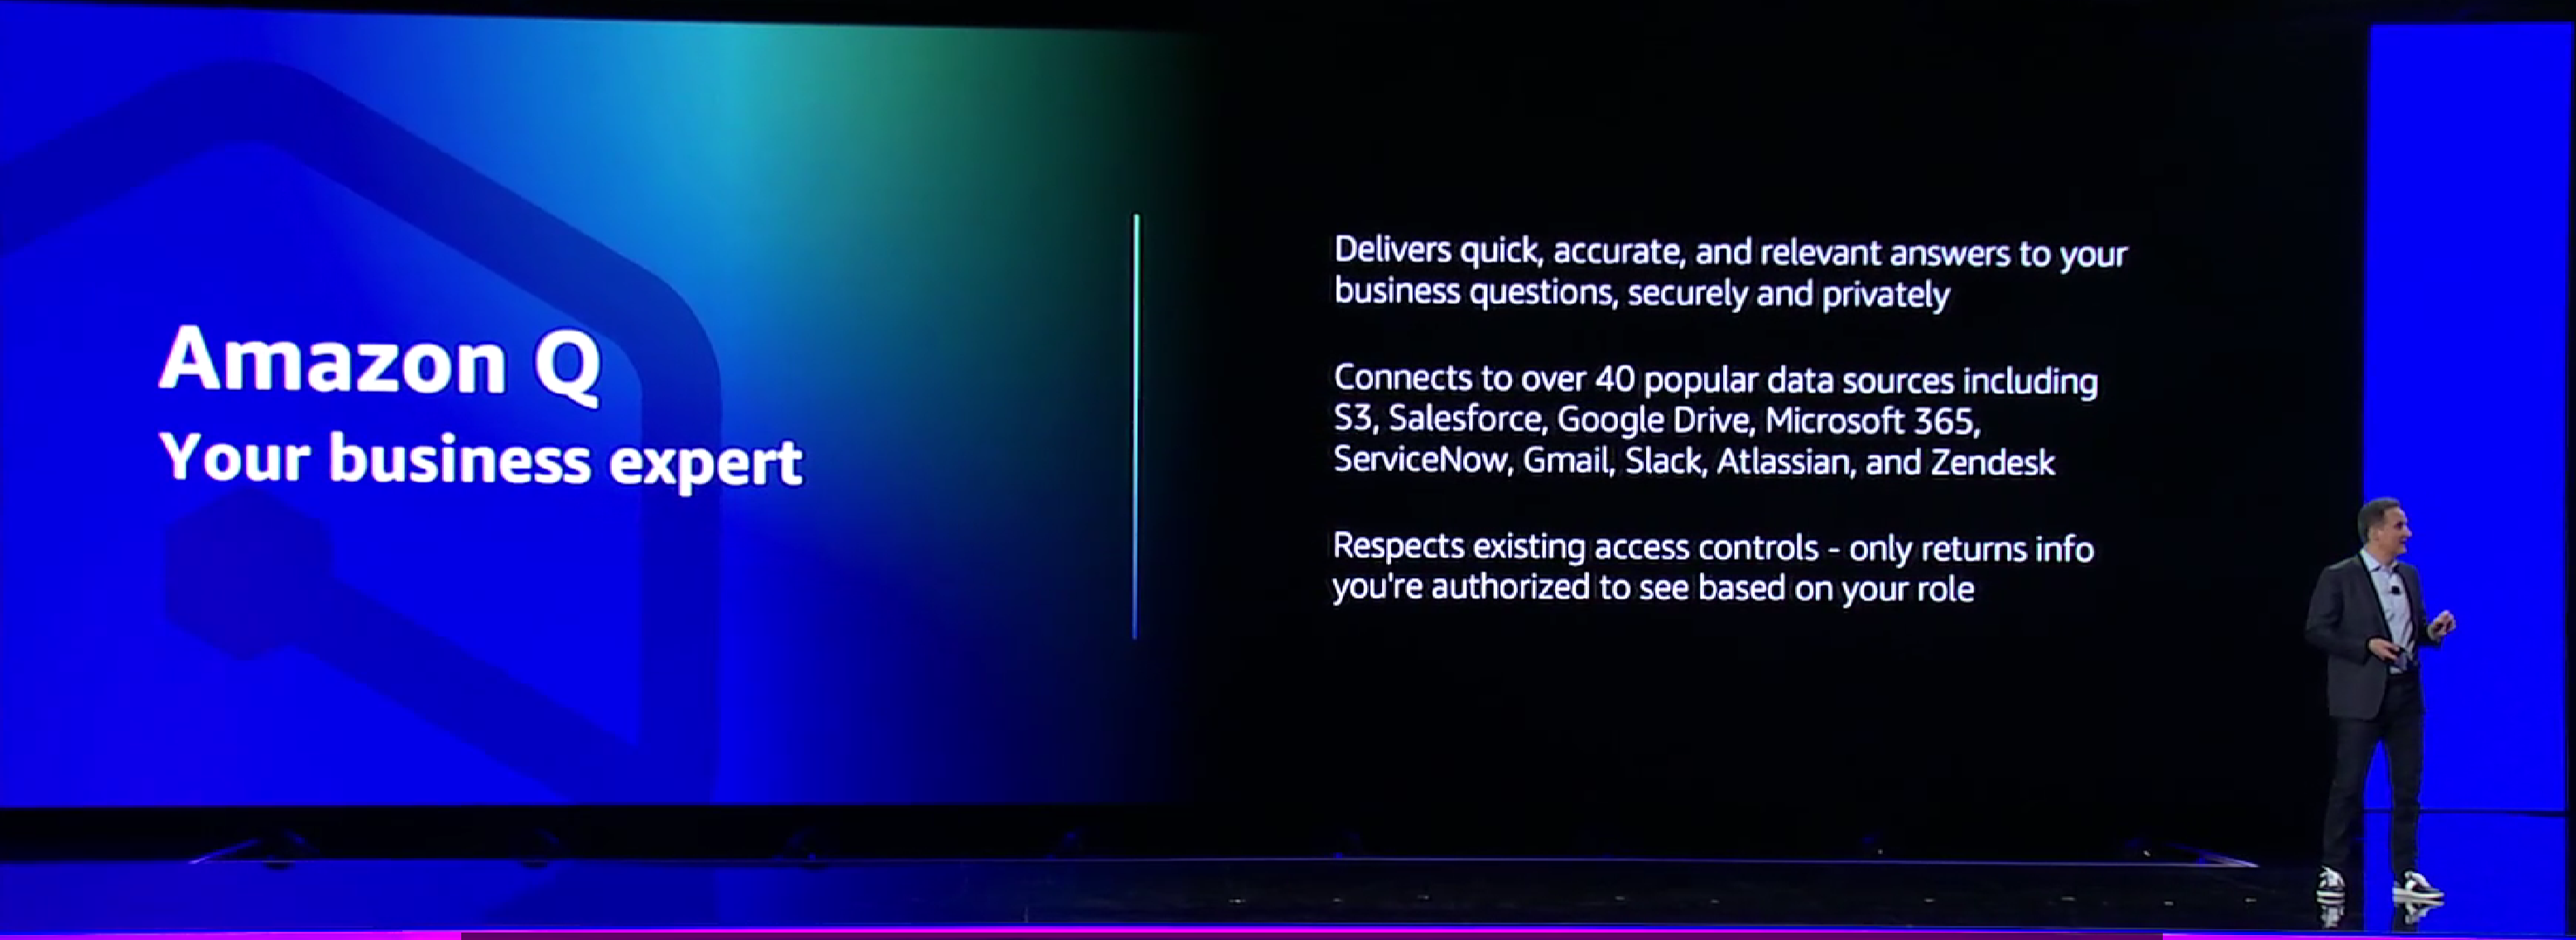 Amazon Q
Your business expert
Delivers quick, accurate, and relevant answers to your
business questions, securely and privately
Connects to over 40 popular data sources including
S3, Salesforce, Google Drive, Microsoft 365,
ServiceNow, Gmail, Slack, Atlassian, and Zendesk
Respects existing access controls - only returns info
you're authorized to see based on your role